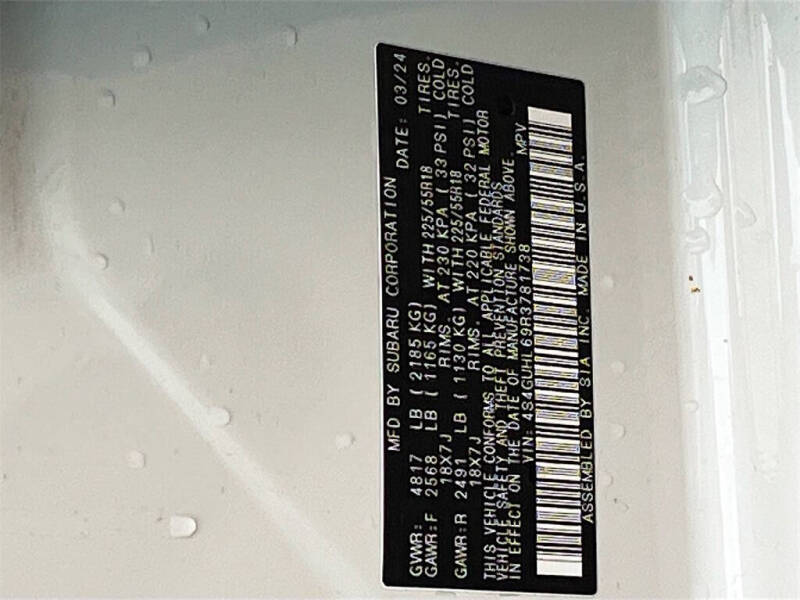 MFD BY SUBARU CORPORATION DATE: 03/24
GVWR: 4817 LB ( 2185 KG)
GAWR:F 2568 LB ( 1165 KG) WITH 225/55R18 TIRES.
18X7J RIMS. AT 230 KPA ( 33 PSI) COLD
GAWR:R 2491 LB ( 1130 KG) WITH 225/55R18 TIRES.
18X7J RIMS. AT 220 KPA ( 32 PSI) COLD
THIS VEHICLE CONFORMS TO ALL APPLICABLE FEDERAL MOTOR
VEHICLE SAFETY AND THEFT PREVENTION STANDARDS
IN EFFECT ON THE DATE OF MANUFACTURE SHOWN ABOVE.
VIN: 4S4GUHL69R3781738 MPV
ASSEMBLED BY SIA INC. MADE IN U.S.A.